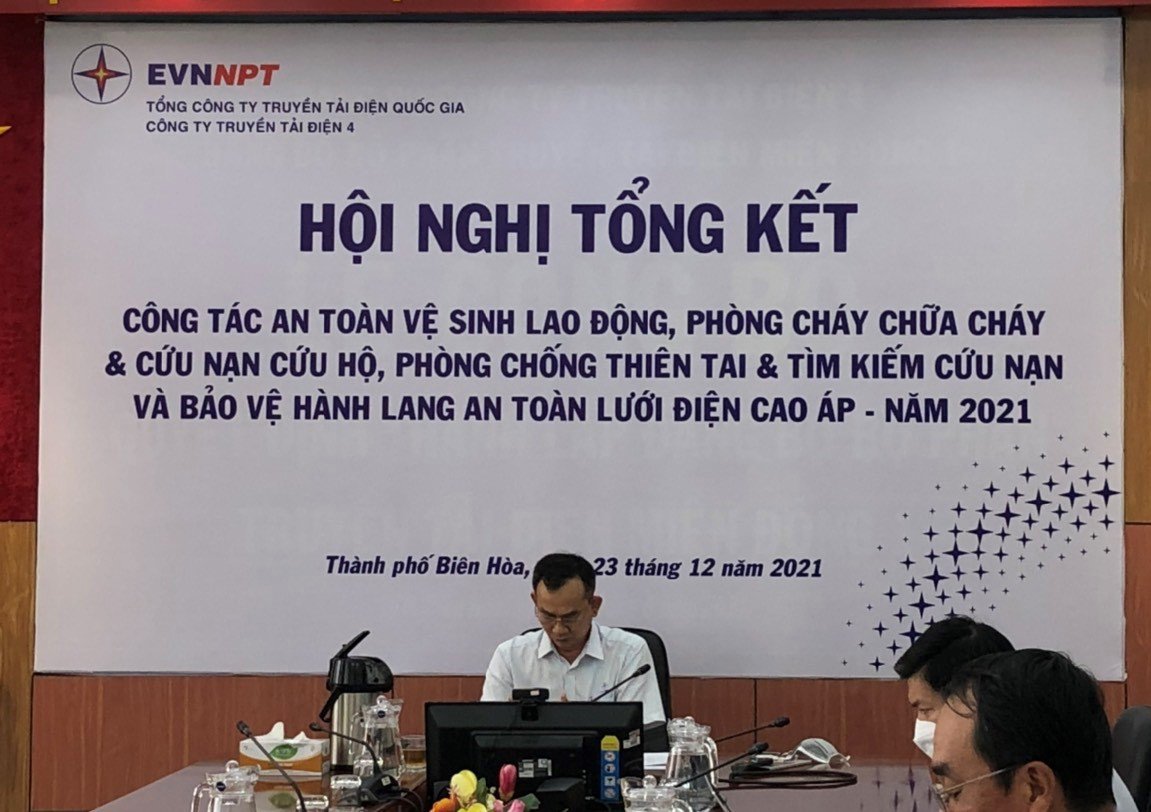 EVNNPT
TỔNG CÔNG TY TRUYỀN TẢI ĐIỆN QUỐC GIA
CÔNG TY TRUYỀN TẢI ĐIỆN 4
HỘI NGHỊ TỔNG KẾT
CÔNG TÁC AN TOÀN VỆ SINH LAO ĐỘNG, PHÒNG CHÁY CHỮA CHÁY
& CỨU NẠN CỨU HỘ, PHÒNG CHỐNG THIÊN TAI & TÌM KIẾM CỨU NẠN
VÀ BẢO VỆ HÀNH LANG AN TOÀN LƯỚI ĐIỆN CAO ÁP - NĂM 2021
Thành phố Biên Hòa, 23 tháng 12 năm 2021